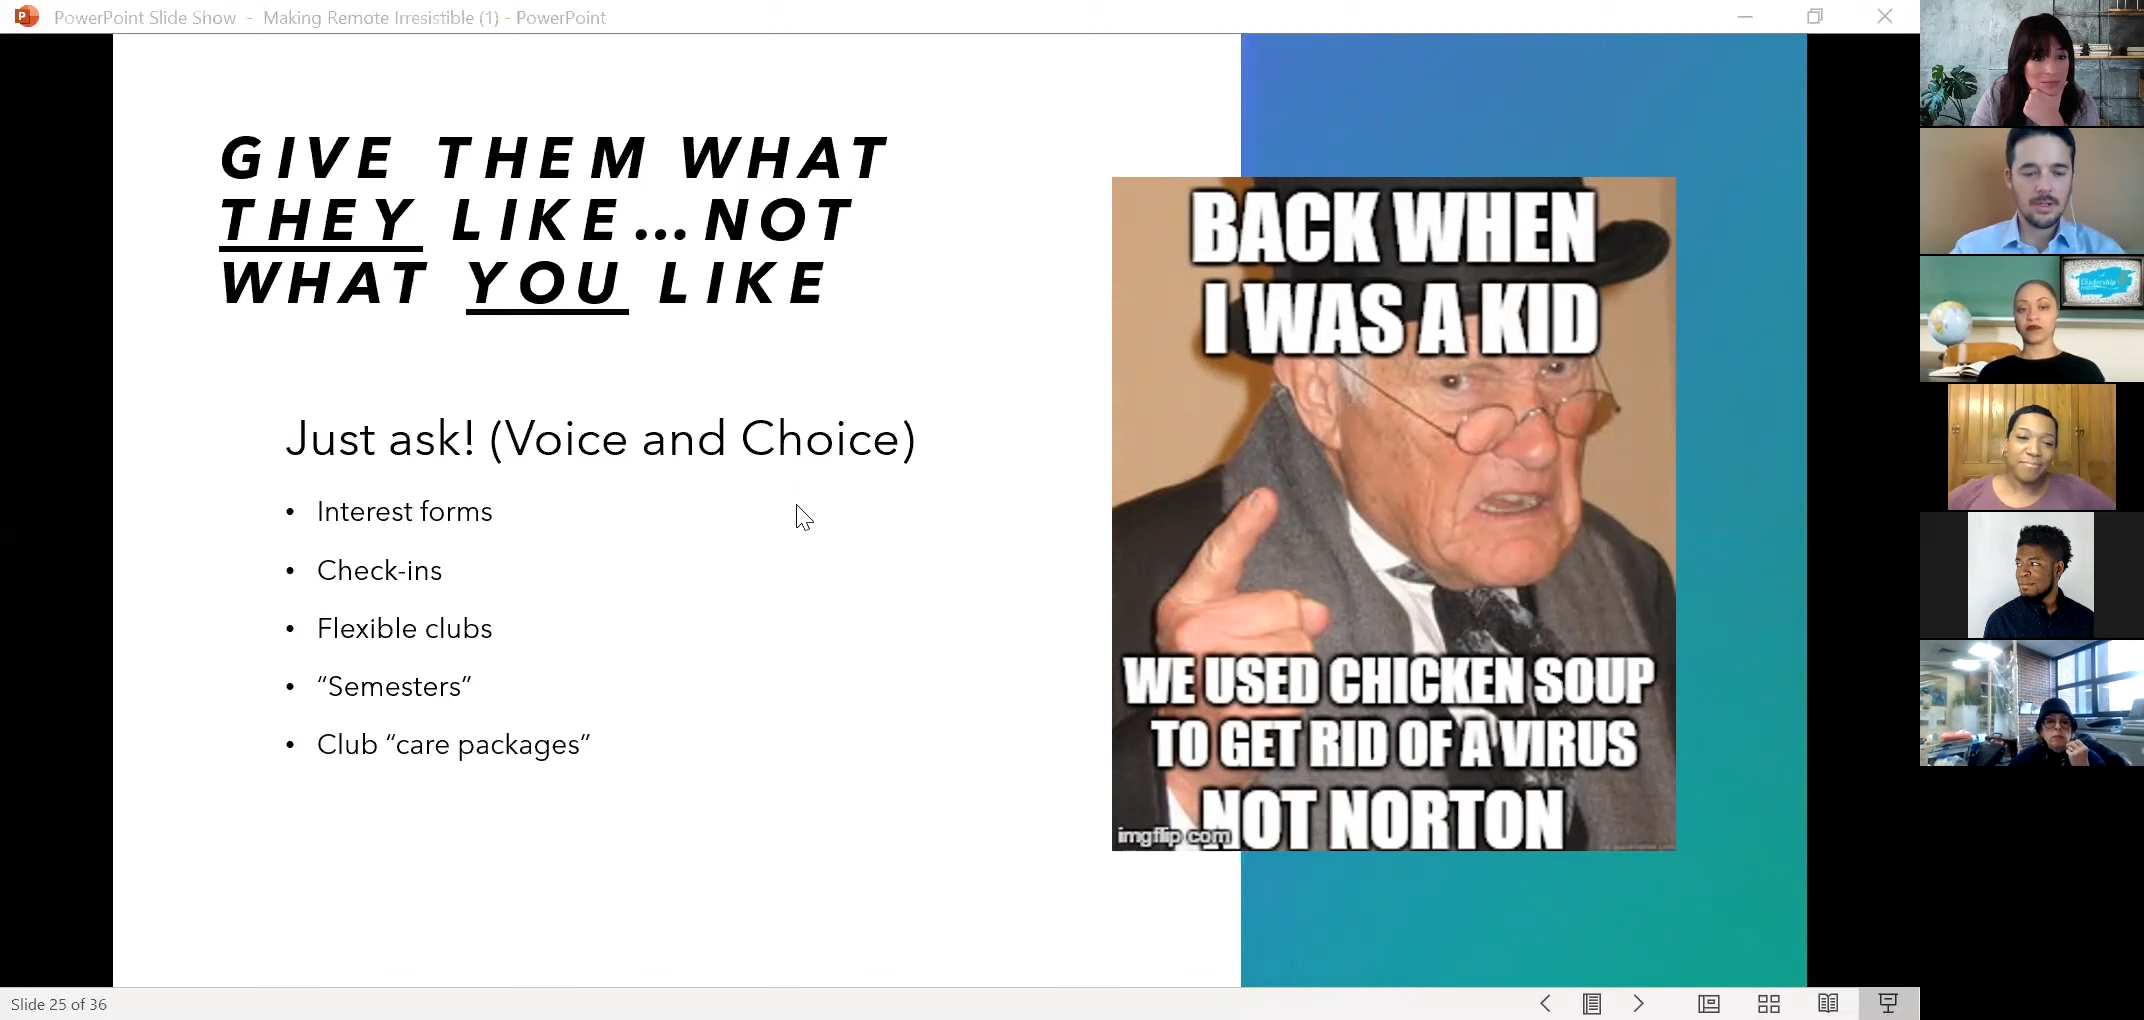 PowerPoint Slide Show - Making Remote Irresistible (1) - PowerPoint
GIVE THEM WHAT
THEY LIKE...NOT
WHAT YOU LIKE
Just ask! (Voice and Choice)
• Interest forms
• Check-ins
• Flexible clubs
• “Semesters”
• Club “care packages”
BACK WHEN
I WAS A KID
WE USED CHICKEN SOUP
TO GET RID OF A VIRUS
NOT NORTON
imgflip.com
Leadership
Slide 25 of 36